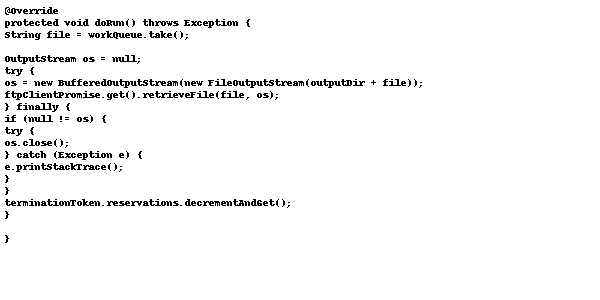 @Override
protected void doRun() throws Exception {
String file = workQueue.take();

OutputStream os = null;
try {
os = new BufferedOutputStream(new FileOutputStream(outputDir + file));
ftpClientPromise.get().retrieveFile(file, os);
} finally {
if (null != os) {
try {
os.close();
} catch (Exception e) {
e.printStackTrace();
}
}
terminationToken.reservations.decrementAndGet();
}

}